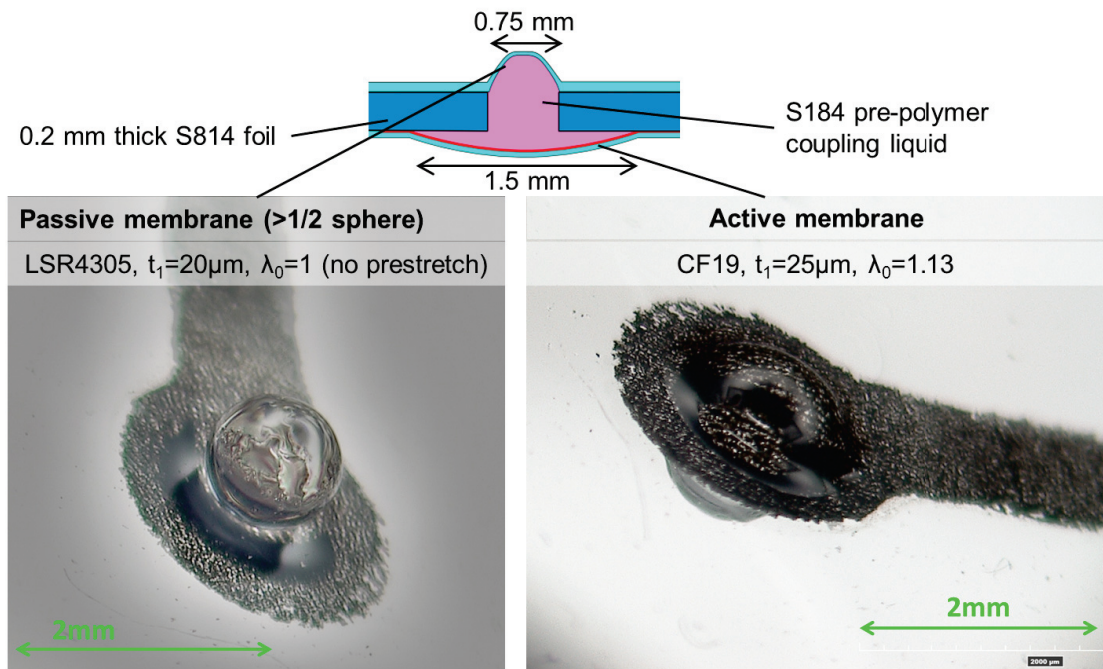 0.75 mm
0.2 mm thick S814 foil
S184 pre-polymer
coupling liquid
1.5 mm
Passive membrane (>1/2 sphere)
LSR4305, t₁=20µm, λ₀=1 (no prestretch)
Active membrane
CF19, t₁=25µm, λ₀=1.13
2mm
2mm
2000 µm